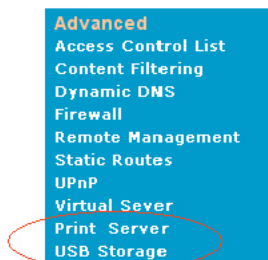 Advanced
Access Control List
Content Filtering
Dynamic DNS
Firewall
Remote Management
Static Routes
UPnP
Virtual Sever
Print Server
USB Storage